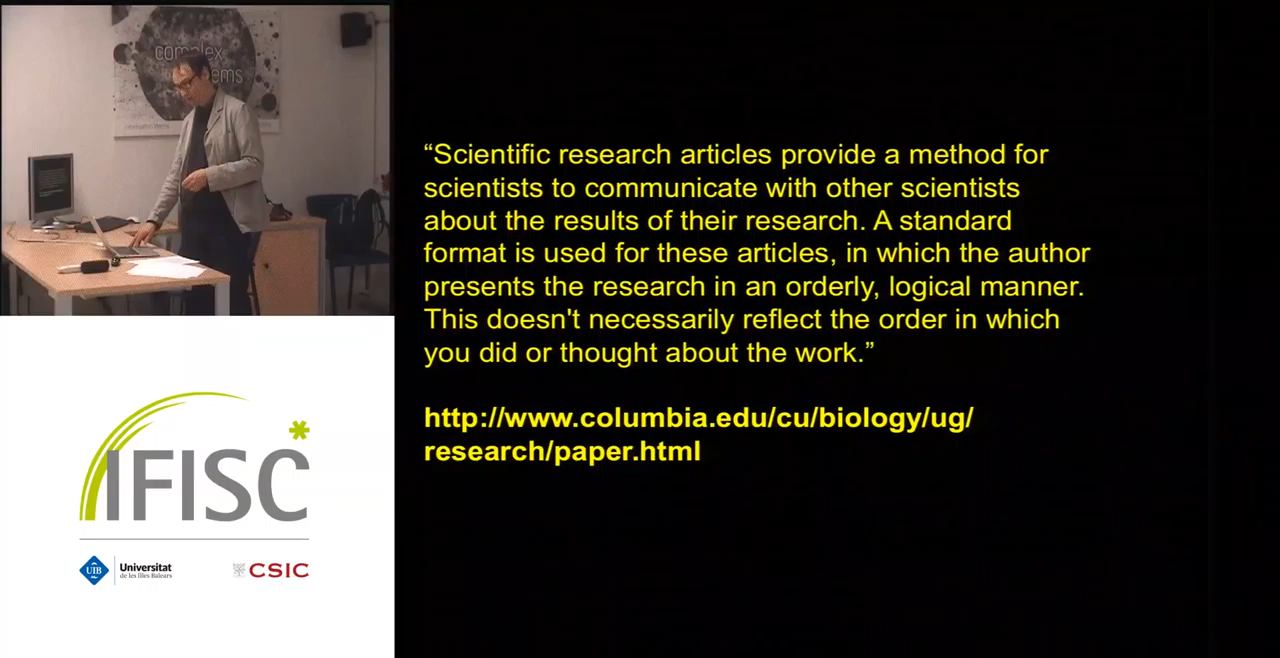 complex
“Scientific research articles provide a method for
scientists to communicate with other scientists
about the results of their research. A standard
format is used for these articles, in which the author
presents the research in an orderly, logical manner.
This doesn't necessarily reflect the order in which
you did or thought about the work.”
http://www.columbia.edu/cu/biology/ug/
research/paper.html
IFISC
UIB
Universitat
de les Illes Balears
CSIC